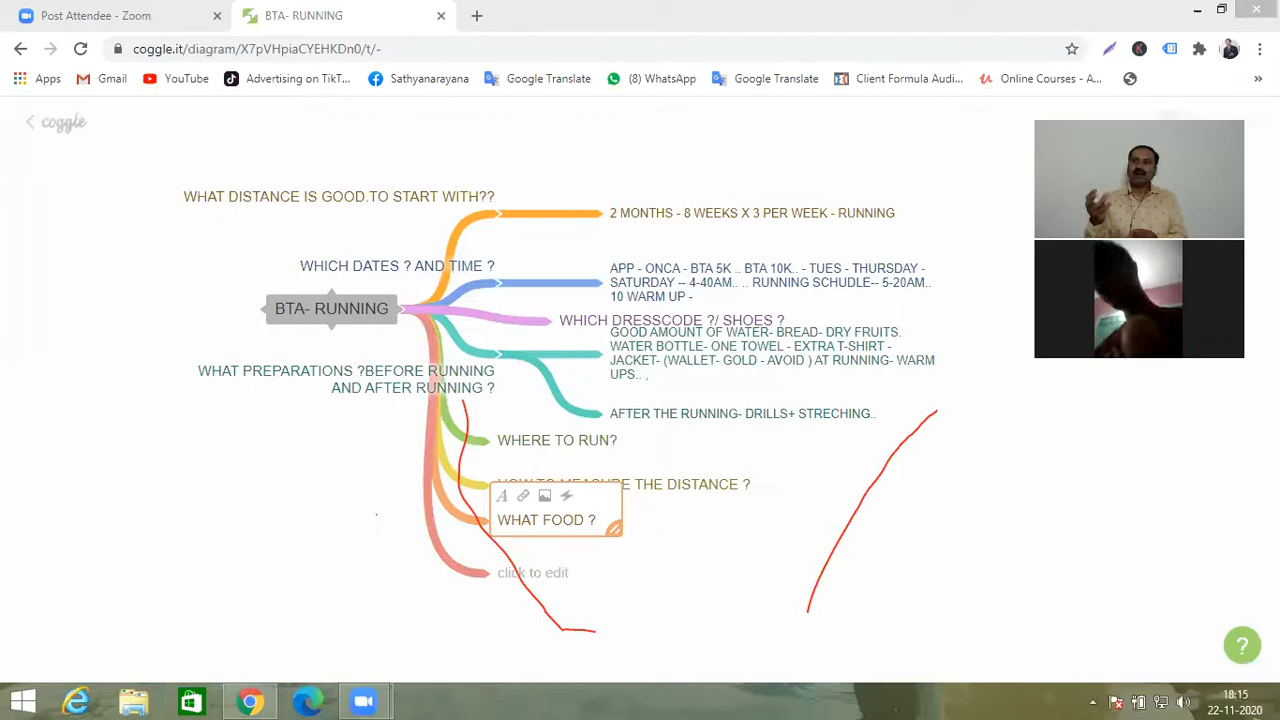 Post Attendee - Zoom
BTA- RUNNING
coggle.it/diagram/X7pVHpiaCYEHKDn0/t/-
Apps
Gmail
YouTube
Advertising on TikT...
Sathyanarayana
Google Translate
(8) WhatsApp
Google Translate
Client Formula Audi...
Online Courses - A...
»
coggle
WHAT DISTANCE IS GOOD.TO START WITH??
2 MONTHS - 8 WEEKS X 3 PER WEEK - RUNNING
WHICH DATES ? AND TIME ?
APP - ONCA - BTA 5K .. BTA 10K.. - TUES - THURSDAY -
SATURDAY -- 4-40AM.. .. RUNNING SCHUDLE-- 5-20AM..
10 WARM UP -
BTA- RUNNING
WHICH DRESSCODE ?/ SHOES ?
GOOD AMOUNT OF WATER- BREAD- DRY FRUITS.
WATER BOTTLE- ONE TOWEL - EXTRA T-SHIRT -
JACKET- (WALLET- GOLD - AVOID ) AT RUNNING- WARM
UPS.. ,
WHAT PREPARATIONS ?BEFORE RUNNING
AND AFTER RUNNING ?
AFTER THE RUNNING- DRILLS+ STRECHING..
WHERE TO RUN?
HOW TO MEASURE THE DISTANCE ?
WHAT FOOD ?
click to edit
?
18:15
22-11-2020